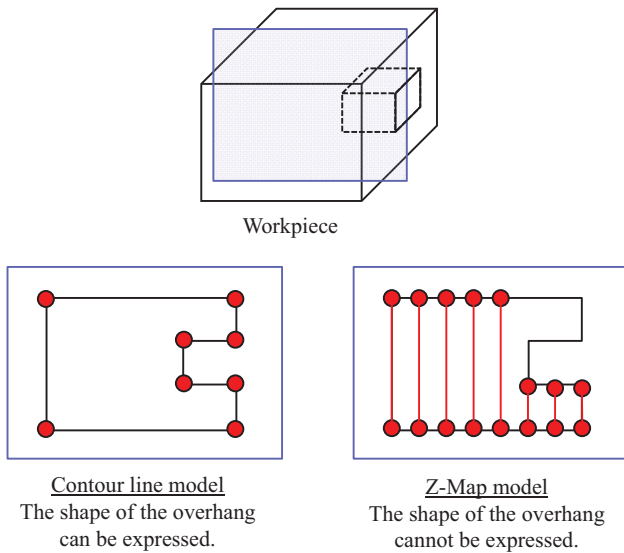 Workpiece
Contour line model
The shape of the overhang
can be expressed.
Z-Map model
The shape of the overhang
cannot be expressed.